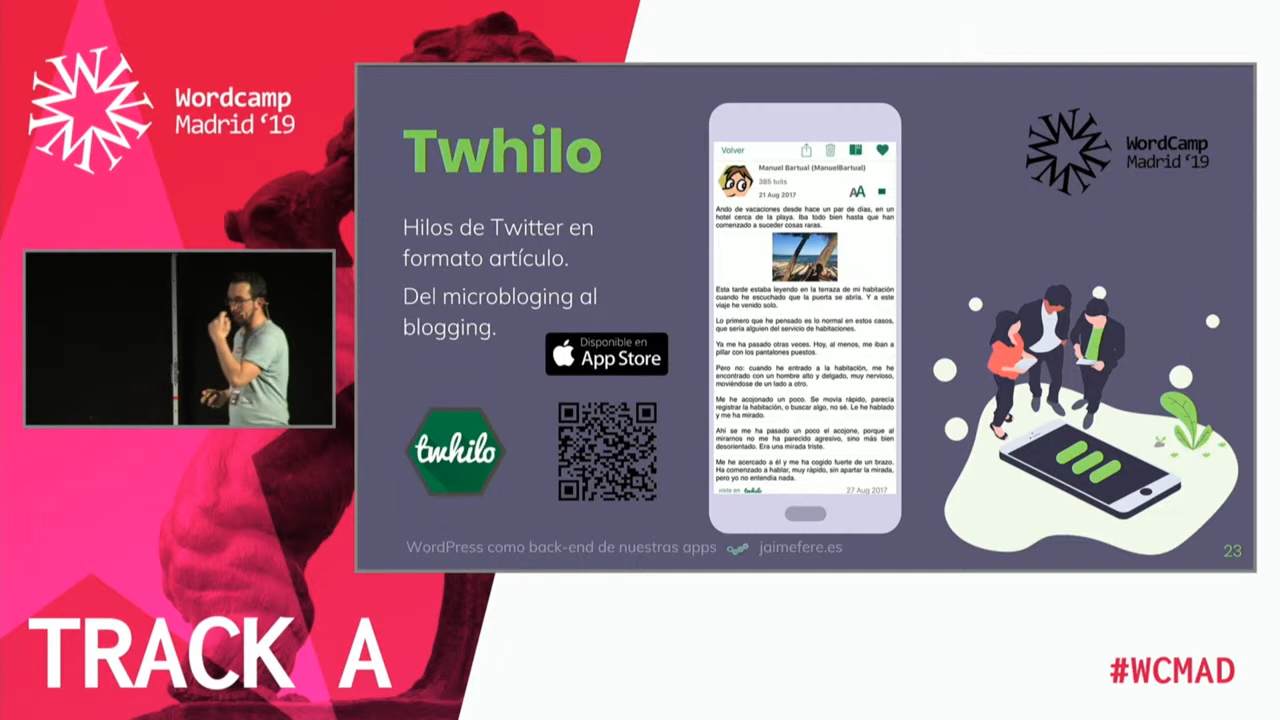 Wordcamp
Madrid ‘19
TRACK A
Twhilo
Hilos de Twitter en
formato artículo.
Del microbloging al
blogging.
Disponible en
App Store
twhilo
WordPress como back-end de nuestras apps
jaimefere.es
Volver
Manuel Bartual (ManuelBartual)
385 tuits
21 Aug 2017
AA
Ando de vacaciones desde hace un par de días, en un
hotel cerca de la playa. Iba todo bien hasta que han
comenzado a suceder cosas raras.
Esta tarde estaba leyendo en la terraza de mi habitación
cuando he escuchado que la puerta se abría. Y a este
viaje he venido solo.
Lo primero que he pensado es lo normal en estos casos,
que sería alguien del servicio de habitaciones.
Ya me ha pasado otras veces. Hoy, al menos, me iban a
pillar con los pantalones puestos.
Pero no: cuando he entrado a la habitación, me he
encontrado con un hombre alto y delgado, muy nervioso,
moviéndose de un lado a otro.
Me he acojonado un poco. Se movía rápido, parecía
registrar la habitación, o buscar algo, no sé. Le he hablado
y me ha mirado.
Ahí se me ha pasado un poco el acojone, porque al
mirarnos no me ha parecido agresivo, sino más bien
desorientado. Era una mirada triste.
Me he acercado a él y me ha cogido fuerte de un brazo.
Ha comenzado a hablar, muy rápido, sin apartar la mirada,
pero yo no entendía nada.
visto en twhilo
27 Aug 2017
WordCamp
Madrid ‘19
23
#WCMAD